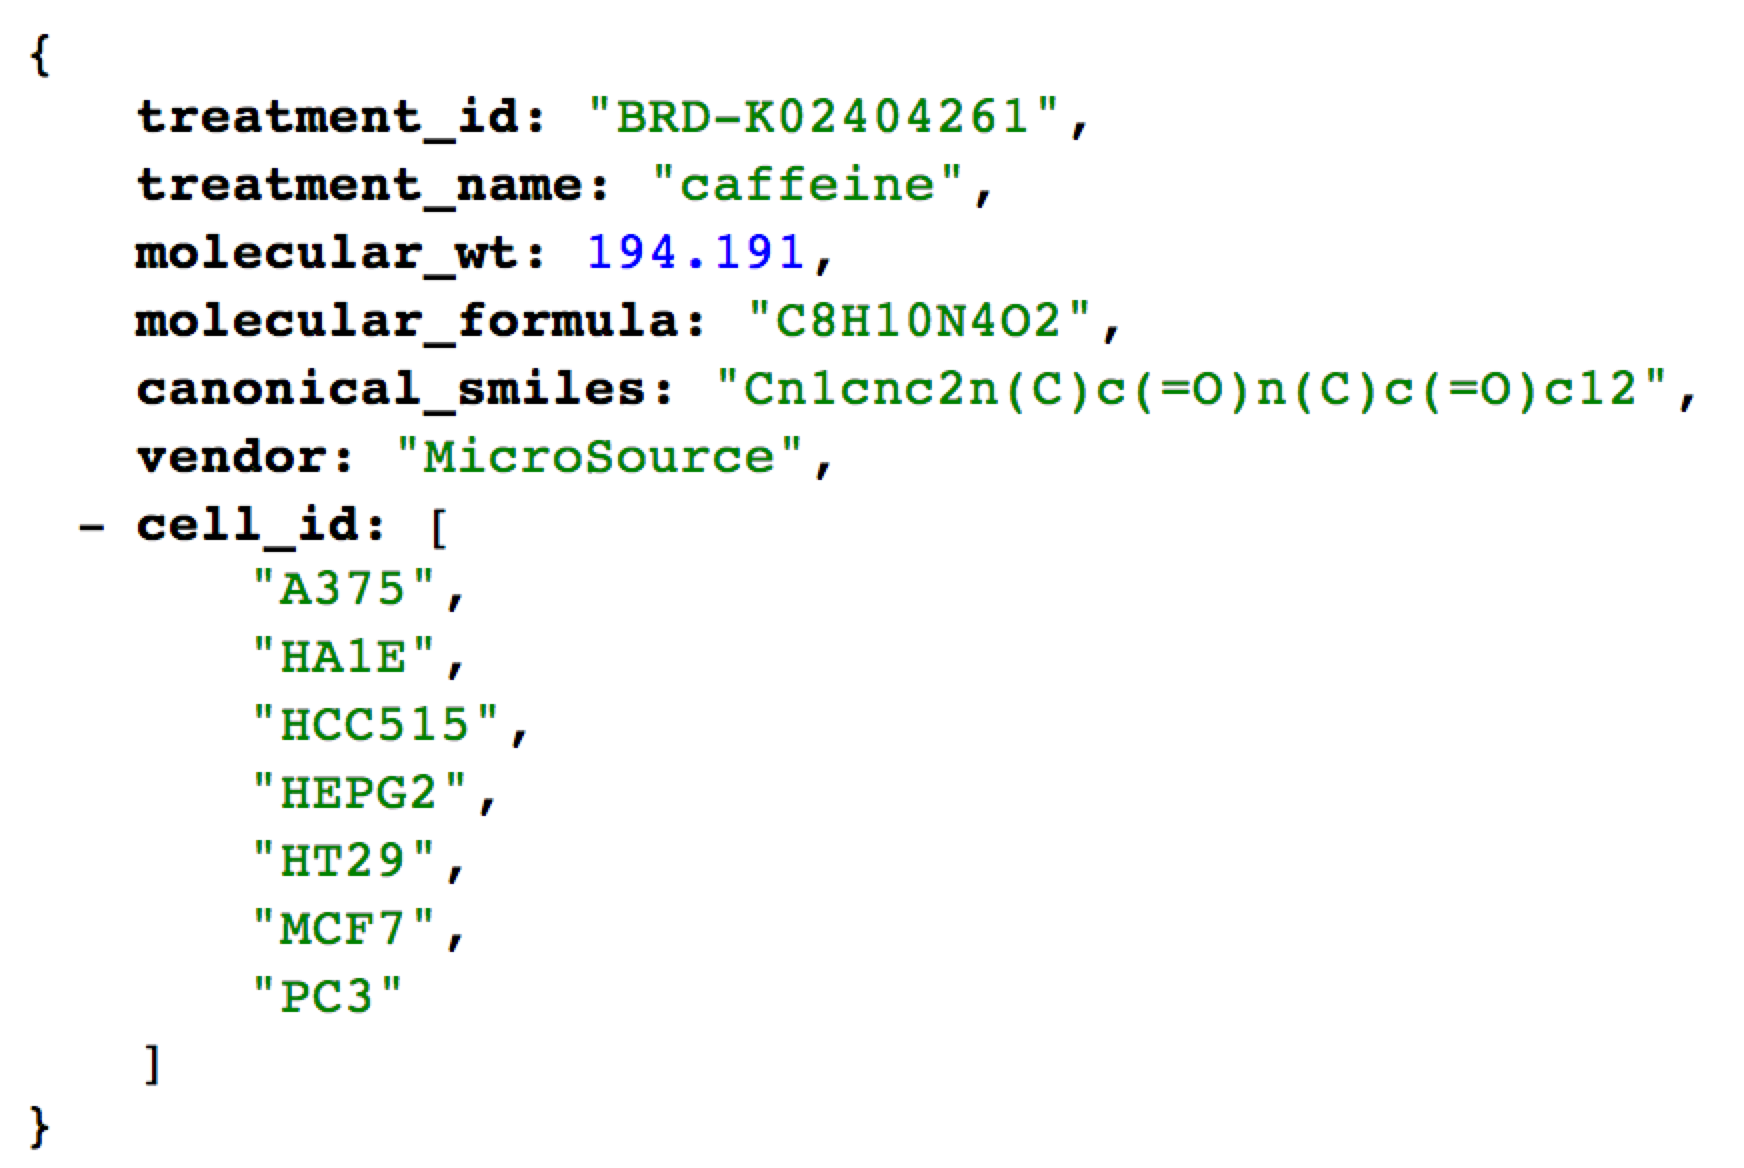 {
treatment_id: "BRD-K02404261",
treatment_name: "caffeine",
molecular_wt: 194.191,
molecular_formula: "C8H10N4O2",
canonical_smiles: "Cn1cnc2n(C)c(=O)n(C)c(=O)c12",
vendor: "MicroSource",
- cell_id: [
"A375",
"HA1E",
"HCC515",
"HEPG2",
"HT29",
"MCF7",
"PC3"
]
}